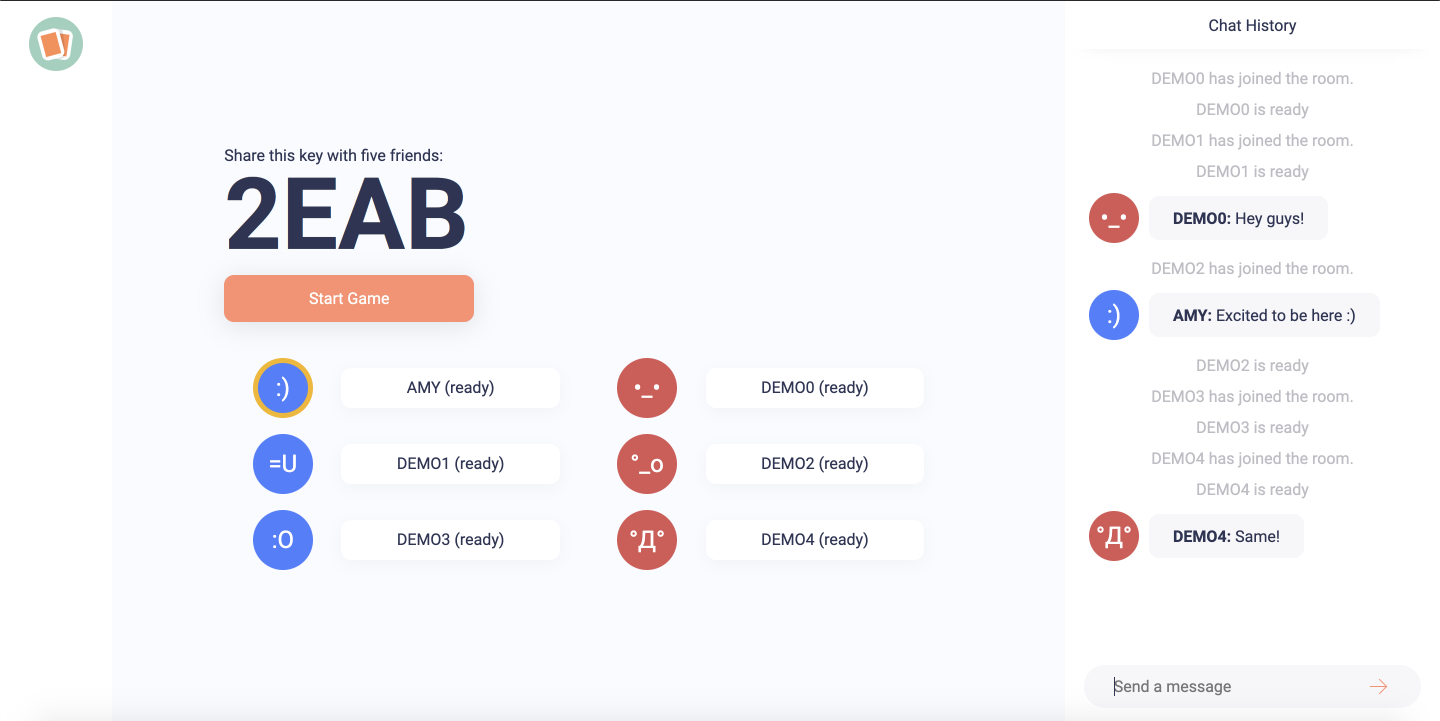 Share this key with five friends:
2EAB
Start Game
:)
AMY (ready)
•_•
DEMO0 (ready)
=U
DEMO1 (ready)
°_o
DEMO2 (ready)
:O
DEMO3 (ready)
°Д°
DEMO4 (ready)
Chat History
DEMO0 has joined the room.
DEMO0 is ready
DEMO1 has joined the room.
DEMO1 is ready
•_•
DEMO0: Hey guys!
DEMO2 has joined the room.
:)
AMY: Excited to be here :)
DEMO2 is ready
DEMO3 has joined the room.
DEMO3 is ready
DEMO4 has joined the room.
DEMO4 is ready
°Д°
DEMO4: Same!
Send a message